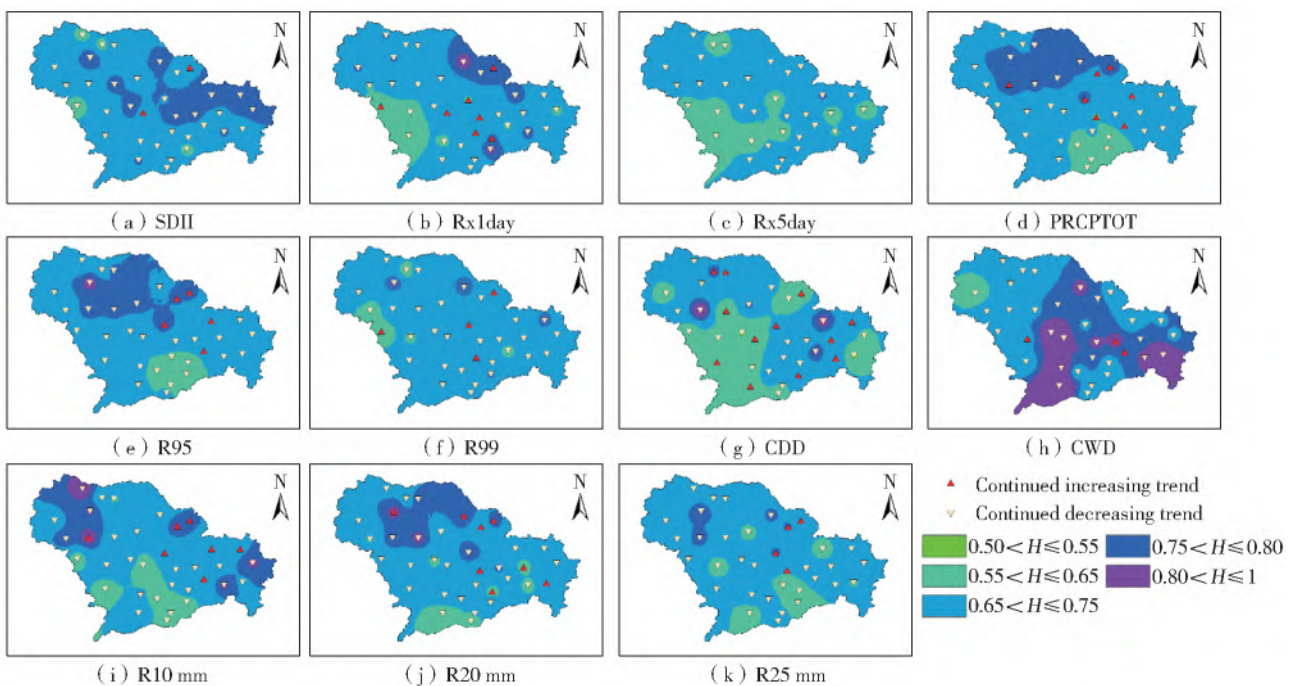 N
N
N
N
(a) SDII
(b) Rx1day
(c) Rx5day
(d) PRCPTOT
N
N
N
N
(e) R95
(f) R99
(g) CDD
(h) CWD
N
N
N
Continued increasing trend
Continued decreasing trend
0.50<H≤0.55
0.75<H≤0.80
0.55<H≤0.65
0.80<H≤1
0.65<H≤0.75
(i) R10 mm
(j) R20 mm
(k) R25 mm